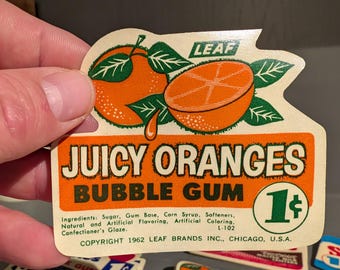 LEAF
JUICY ORANGES
BUBBLE GUM
1¢
Ingredients: Sugar, Gum Base, Corn Syrup, Softeners,
Natural and Artificial Flavoring, Artificial Coloring,
Confectioner's Glaze. L-102
COPYRIGHT 1962 LEAF BRANDS INC., CHICAGO, U.S.A.